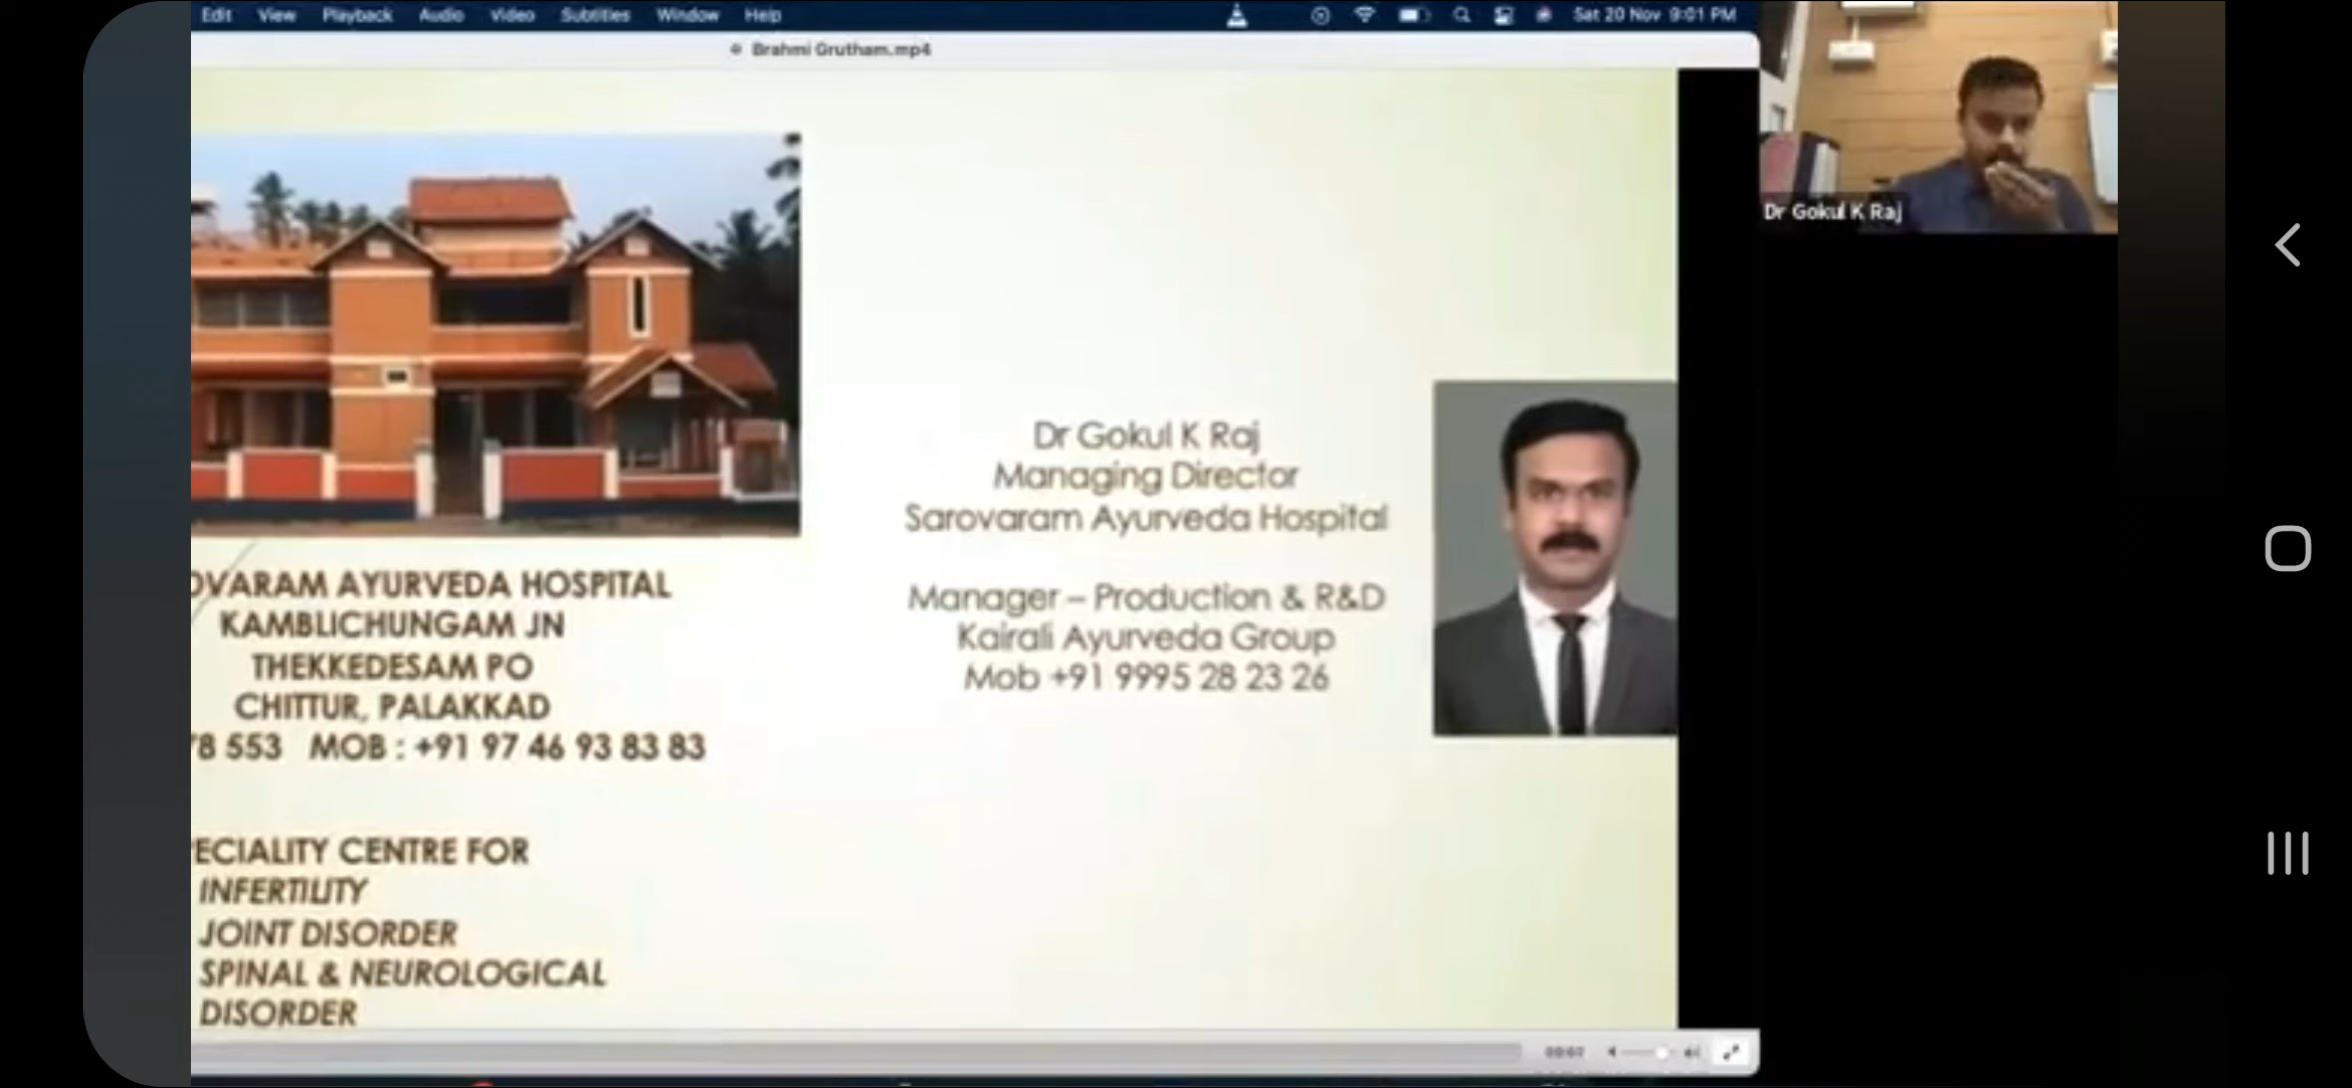 Edit View Playback Audio Video Subtitles Window Help Sat 20 Nov 9:01 PM
Brahmi Grutham.mp4
Dr Gokul K Raj
Dr Gokul K Raj
Managing Director
Sarovaram Ayurveda Hospital
Manager – Production & R&D
Kairali Ayurveda Group
Mob +91 9995 28 23 26
OVARAM AYURVEDA HOSPITAL
KAMBLICHUNGAM JN
THEKKEDESAM PO
CHITTUR, PALAKKAD
78 553 MOB : +91 97 46 93 83 83
PECIALITY CENTRE FOR
INFERTILITY
JOINT DISORDER
SPINAL & NEUROLOGICAL
DISORDER